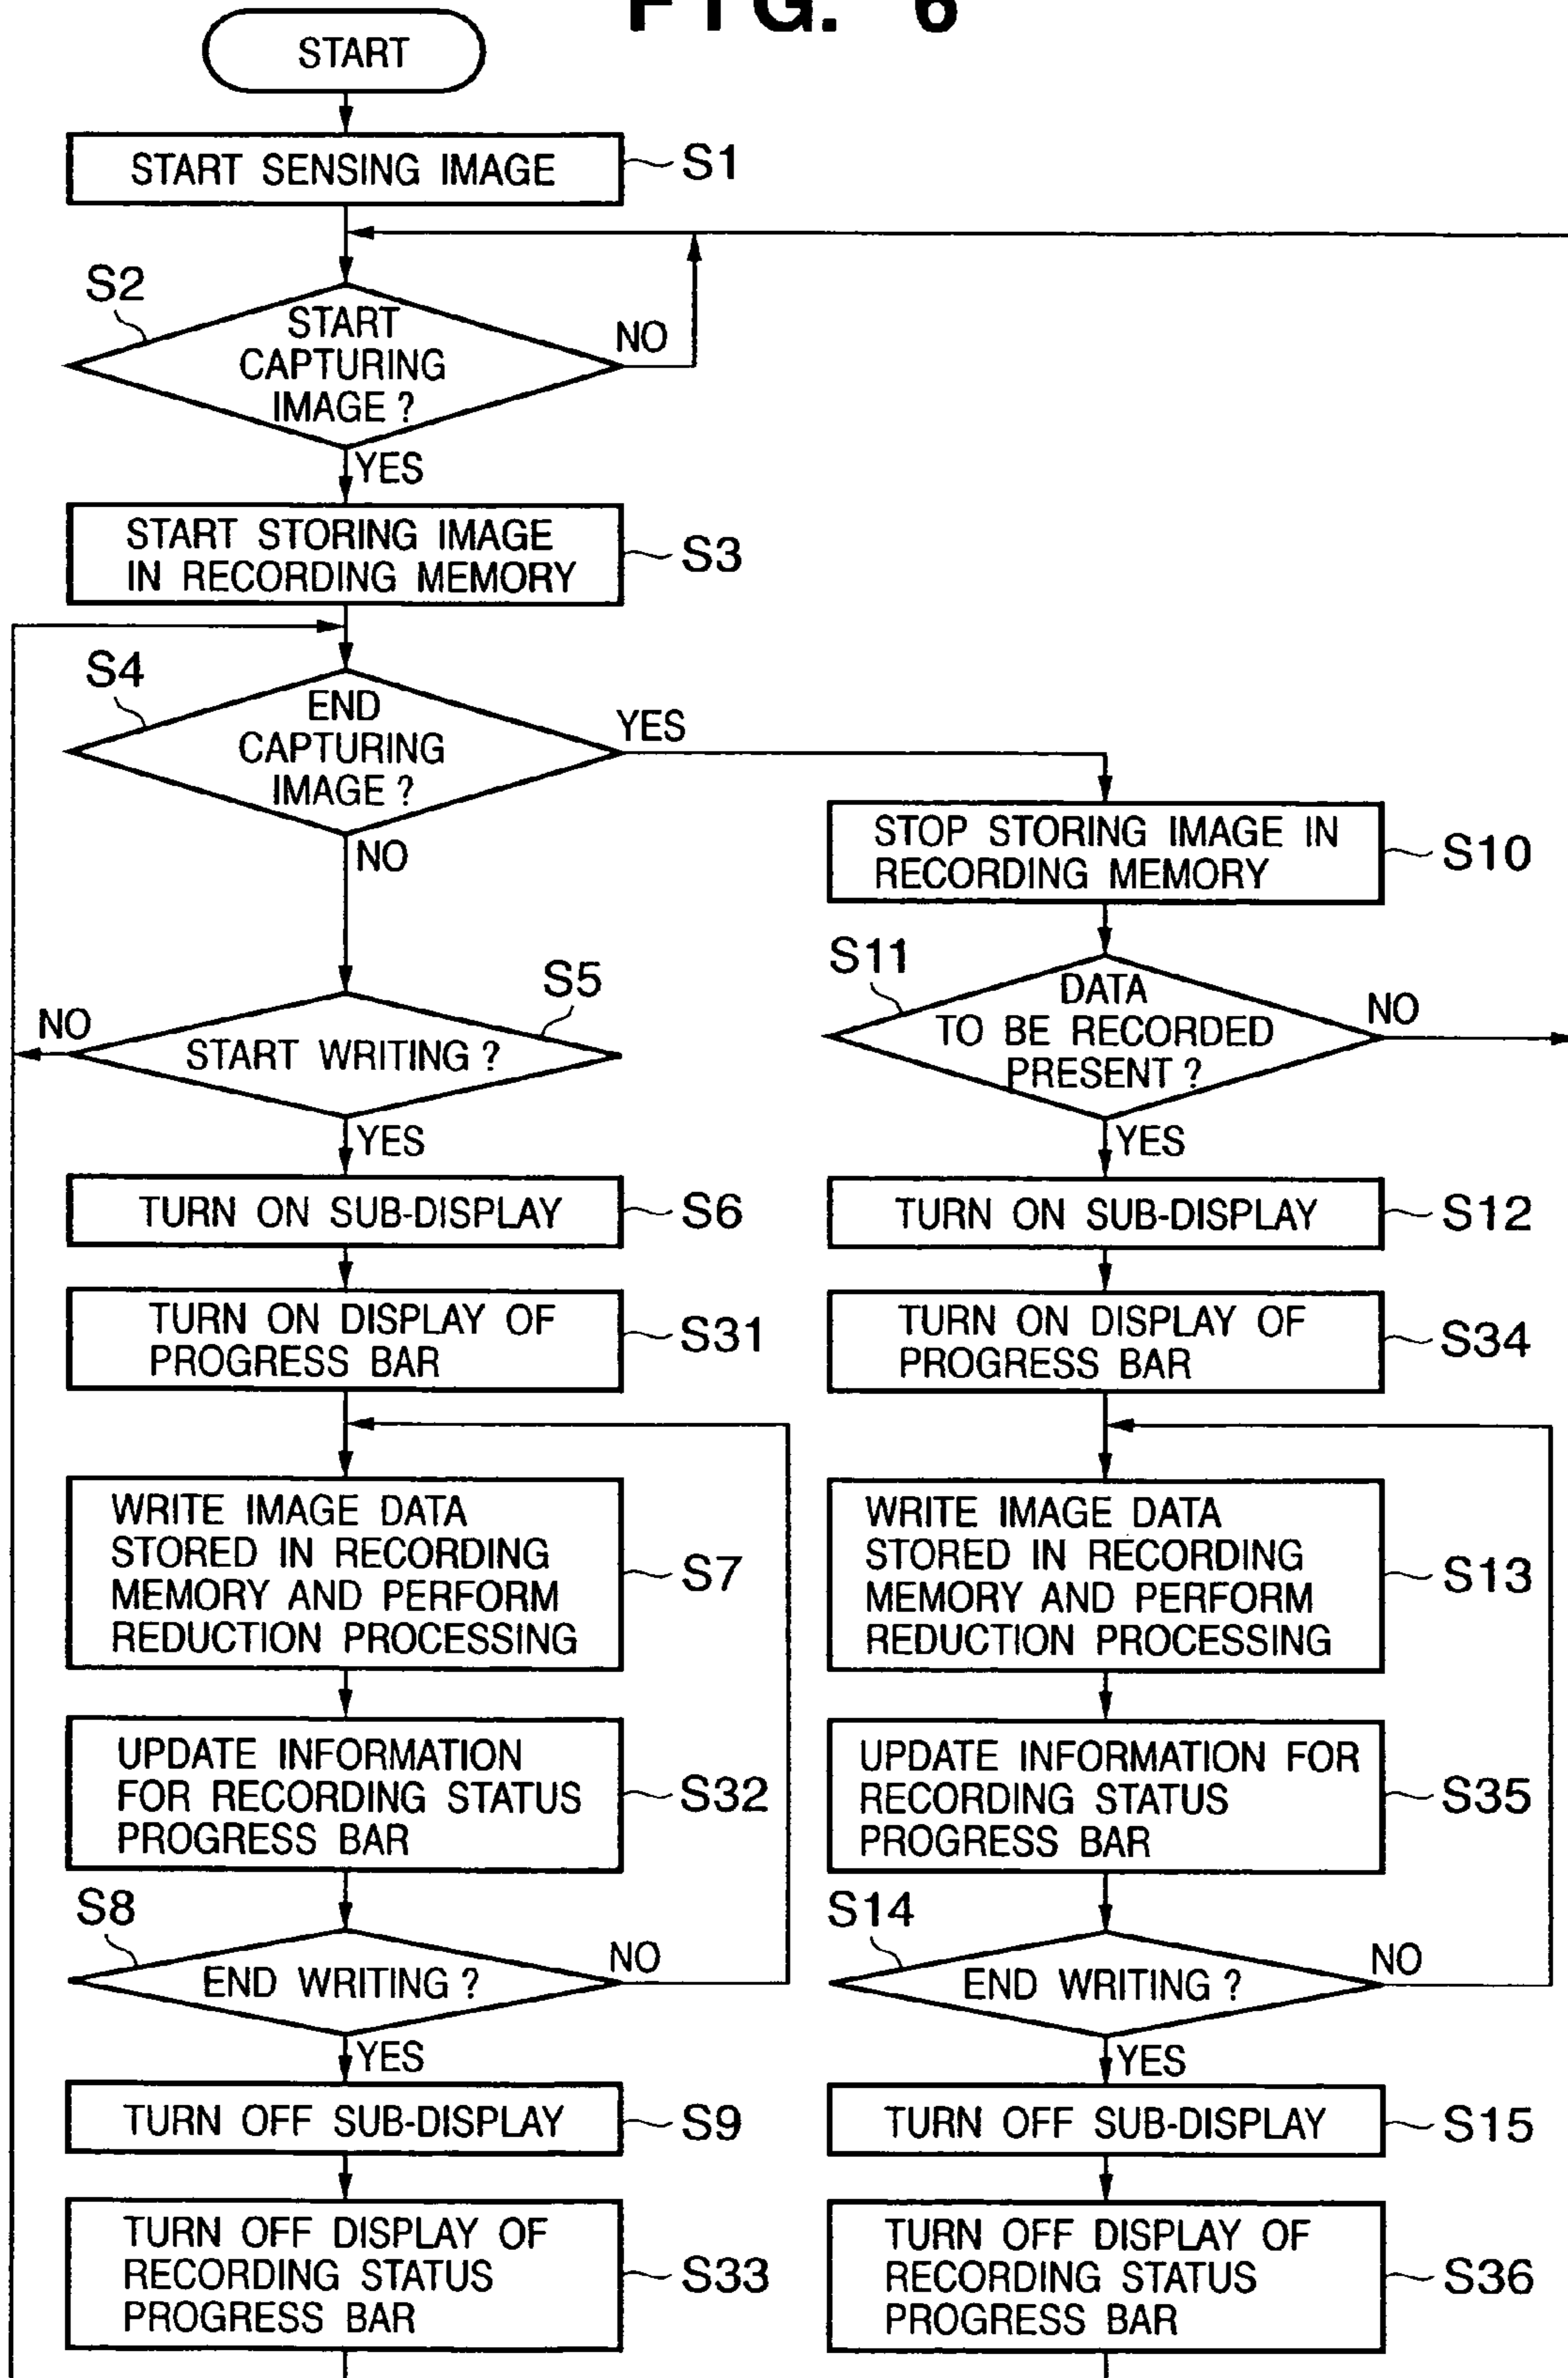 FIG. 6
START
START SENSING IMAGE
S1
S2
START
CAPTURING
IMAGE ?
NO
YES
START STORING IMAGE
IN RECORDING MEMORY
S3
S4
END
CAPTURING
IMAGE ?
YES
NO
S5
START WRITING ?
NO
YES
TURN ON SUB-DISPLAY
S6
TURN ON DISPLAY OF
PROGRESS BAR
S31
WRITE IMAGE DATA
STORED IN RECORDING
MEMORY AND PERFORM
REDUCTION PROCESSING
S7
UPDATE INFORMATION
FOR RECORDING STATUS
PROGRESS BAR
S32
S8
END WRITING ?
NO
YES
TURN OFF SUB-DISPLAY
S9
TURN OFF DISPLAY OF
RECORDING STATUS
PROGRESS BAR
S33
STOP STORING IMAGE IN
RECORDING MEMORY
S10
S11
DATA
TO BE RECORDED
PRESENT ?
NO
YES
TURN ON SUB-DISPLAY
S12
TURN ON DISPLAY OF
PROGRESS BAR
S34
WRITE IMAGE DATA
STORED IN RECORDING
MEMORY AND PERFORM
REDUCTION PROCESSING
S13
UPDATE INFORMATION FOR
RECORDING STATUS
PROGRESS BAR
S35
S14
END WRITING ?
NO
YES
TURN OFF SUB-DISPLAY
S15
TURN OFF DISPLAY OF
RECORDING STATUS
PROGRESS BAR
S36